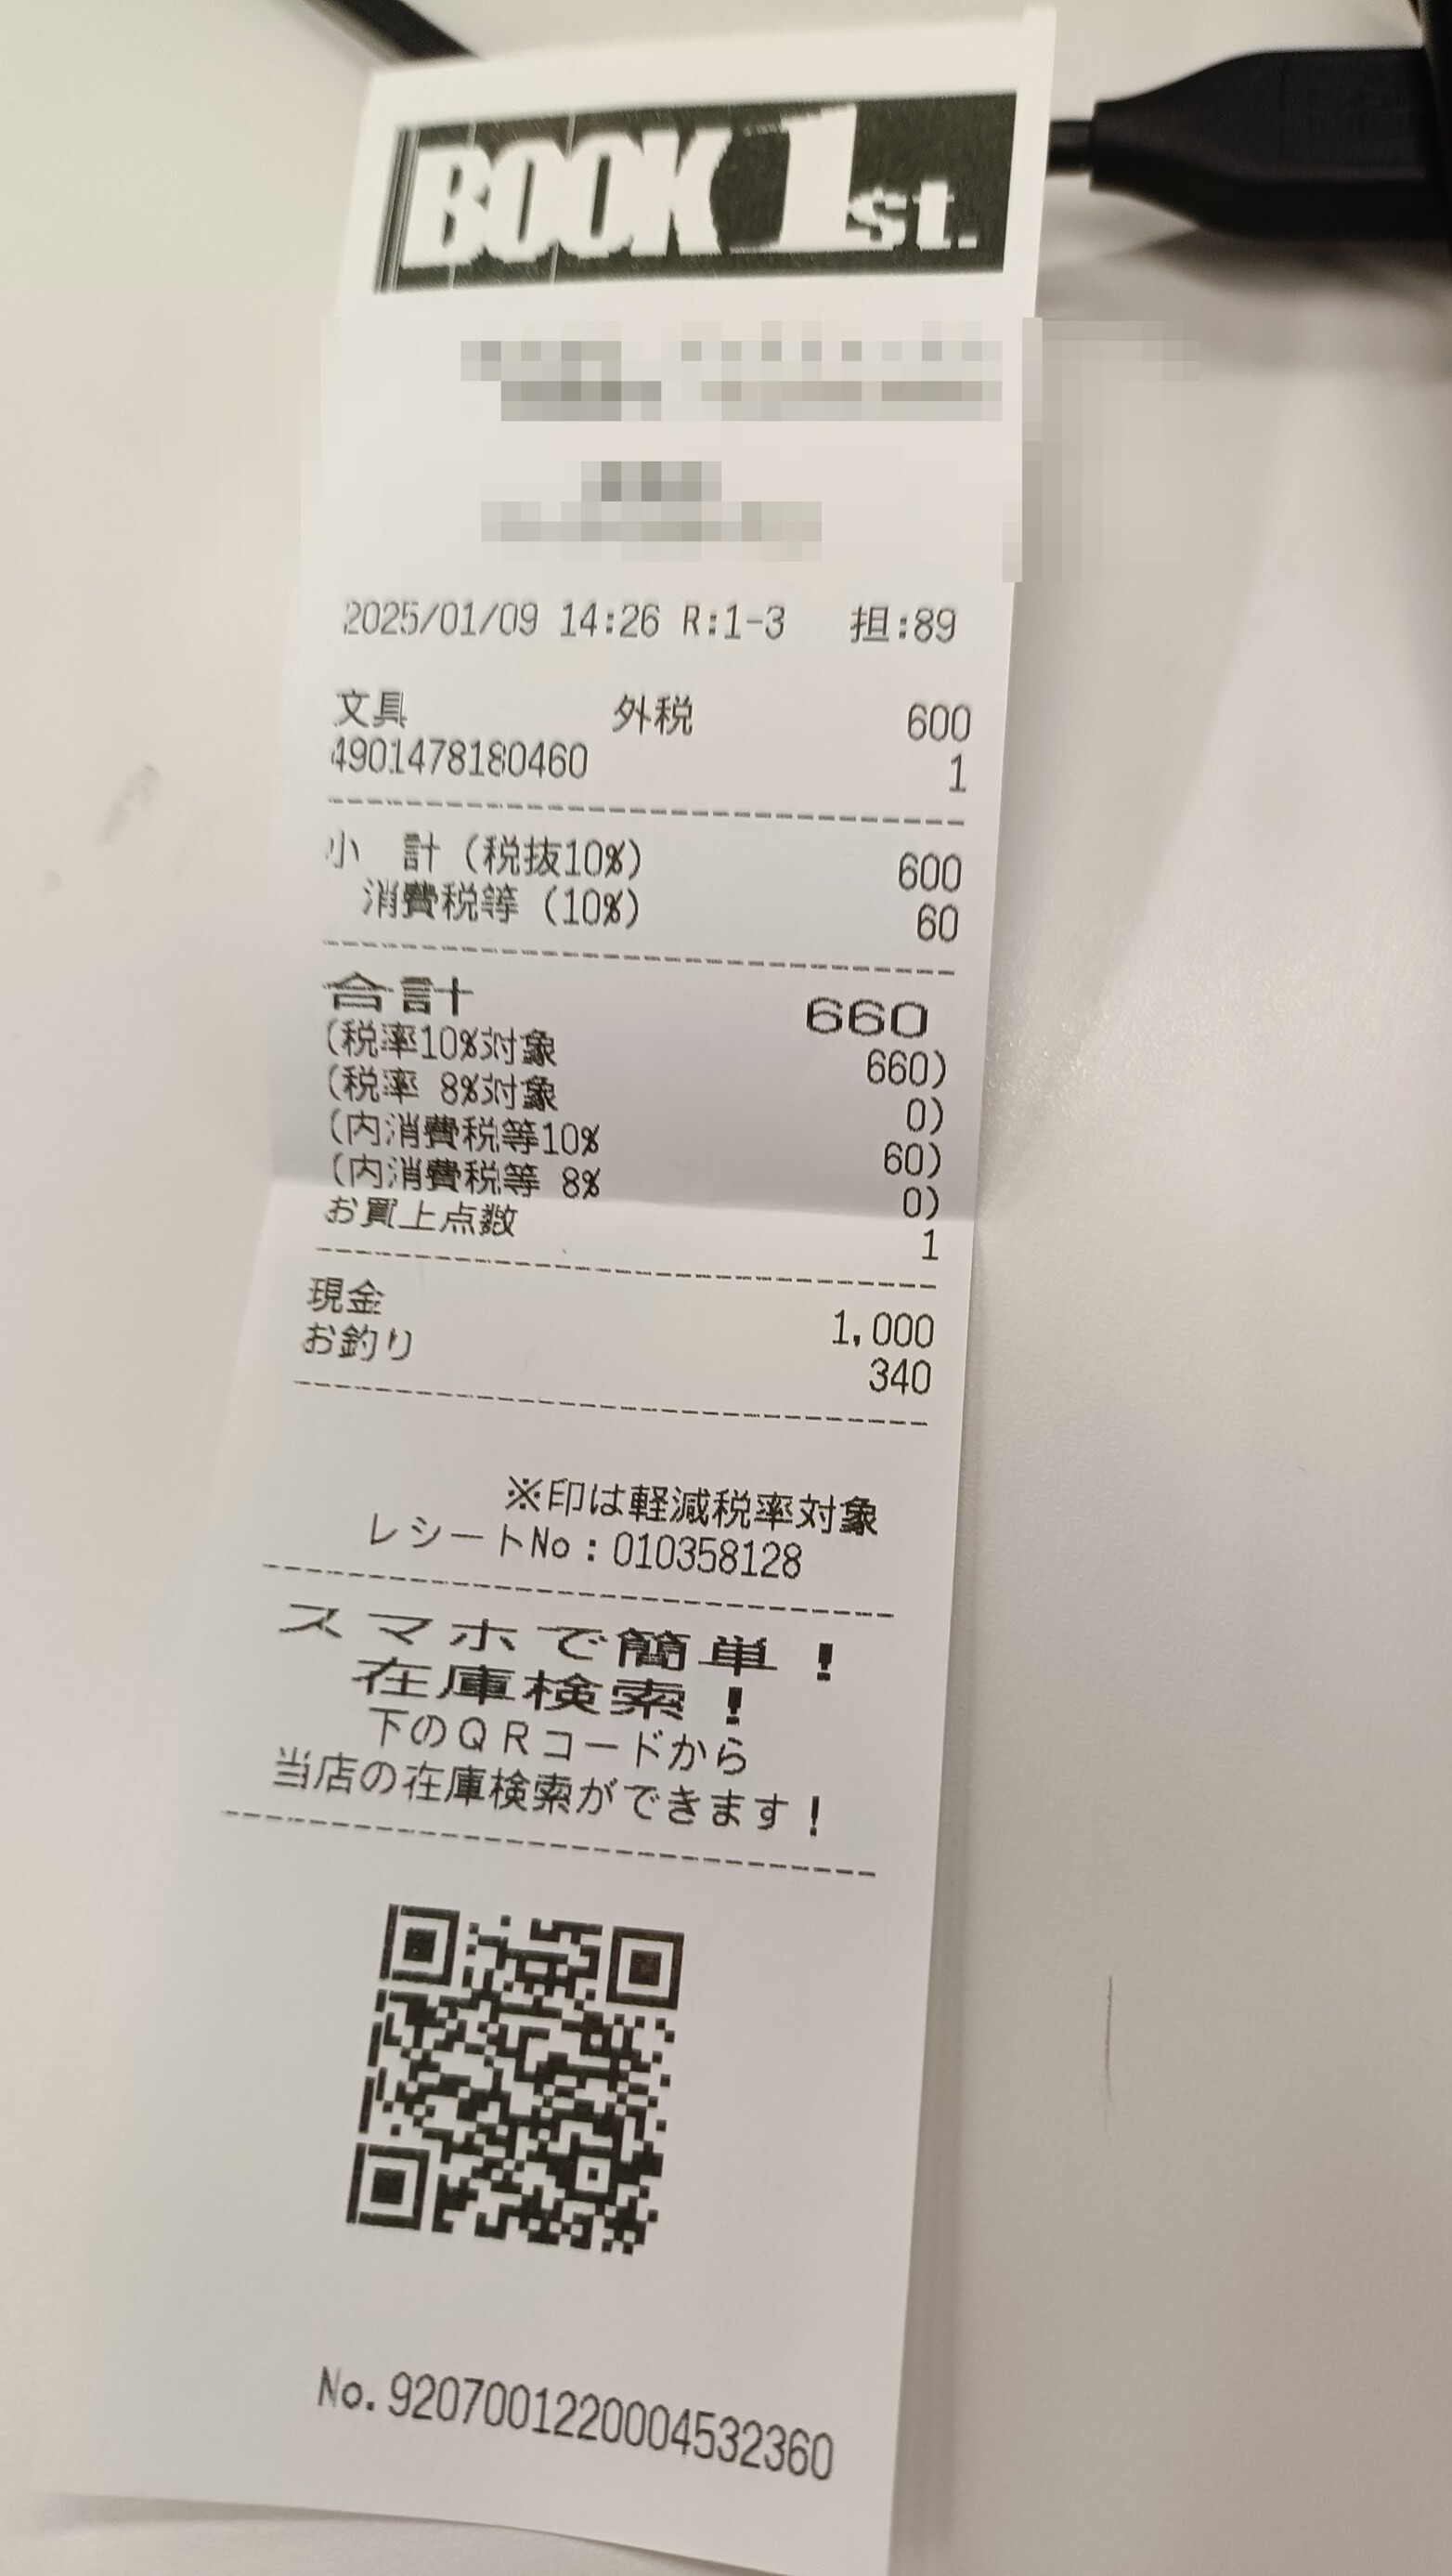 BOOK 1st.
2025/01/09 14:26 R:1-3 担:89
文具 外税 600
4901478180460 1
小 計(税抜10%) 600
消費税等(10%) 60
合計 660
(税率10%対象 660)
(税率 8%対象 0)
(内消費税等10% 60)
(内消費税等 8% 0)
お買上点数 1
現金 1,000
お釣り 340
※印は軽減税率対象
レシートNo:010358128
スマホで簡単!
在庫検索!
下のQRコードから
当店の在庫検索ができます!
No.9207001220004532360